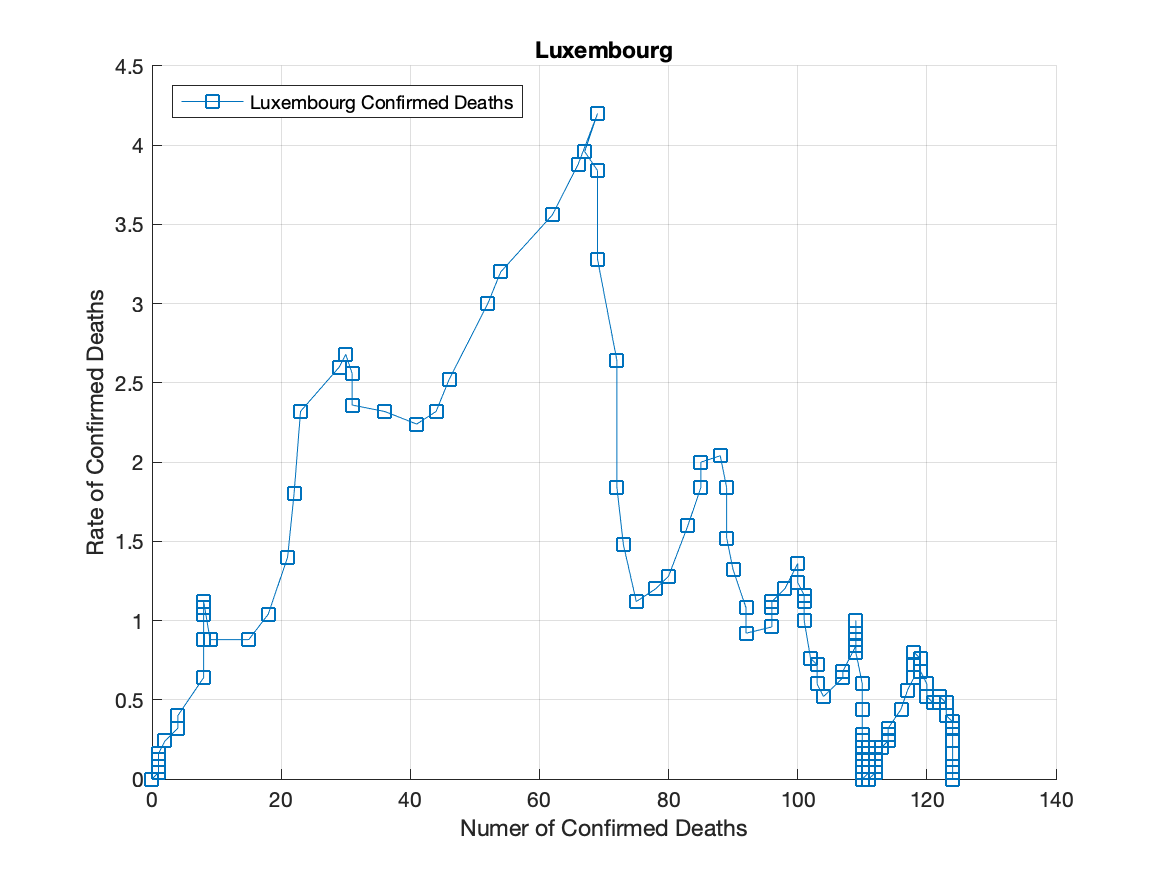 Luxembourg
Luxembourg Confirmed Deaths
4.5
4
3.5
3
2.5
2
1.5
1
0.5
0
Rate of Confirmed Deaths
0 20 40 60 80 100 120 140
Numer of Confirmed Deaths